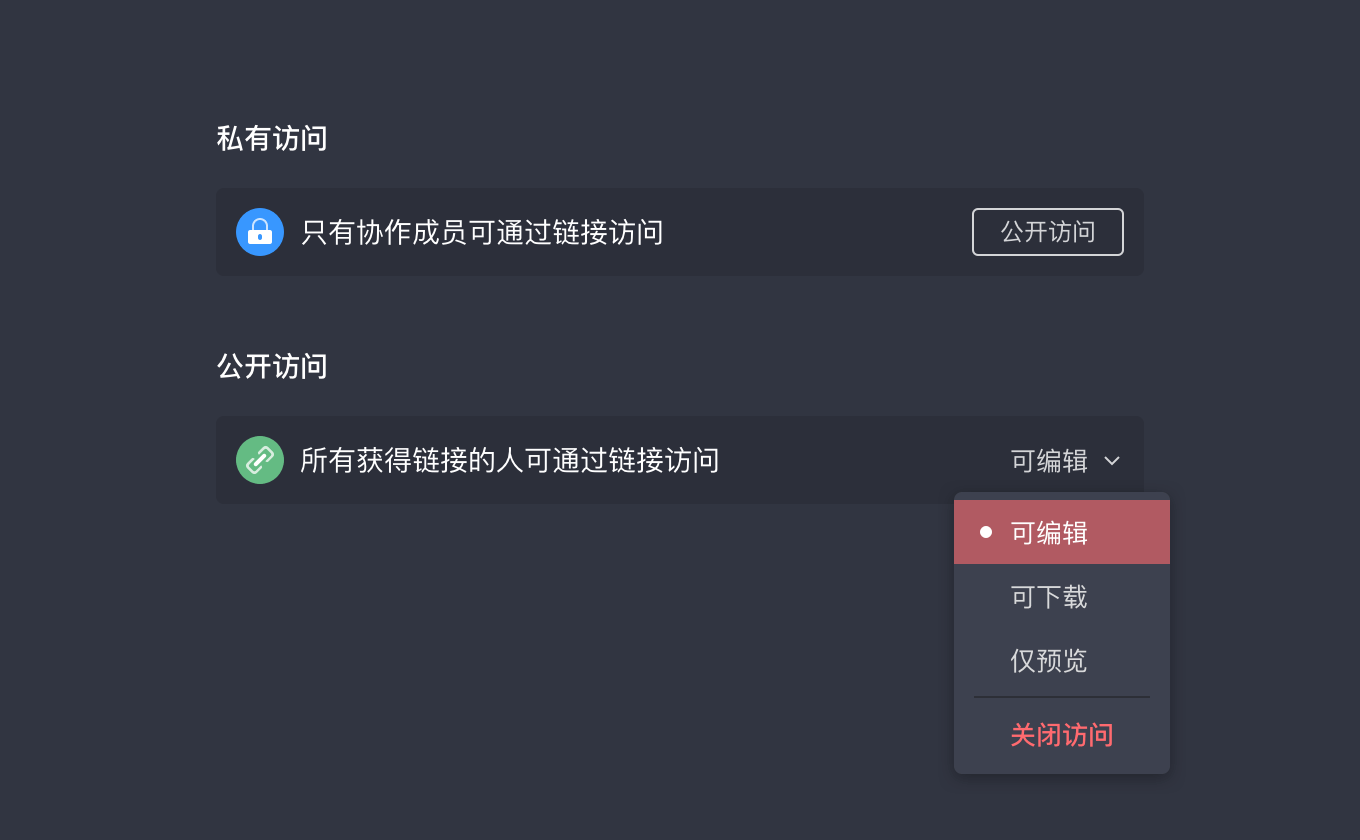 私有访问
只有协作成员可通过链接访问
公开访问
公开访问
所有获得链接的人可通过链接访问
可编辑
可编辑
可下载
仅预览
关闭访问